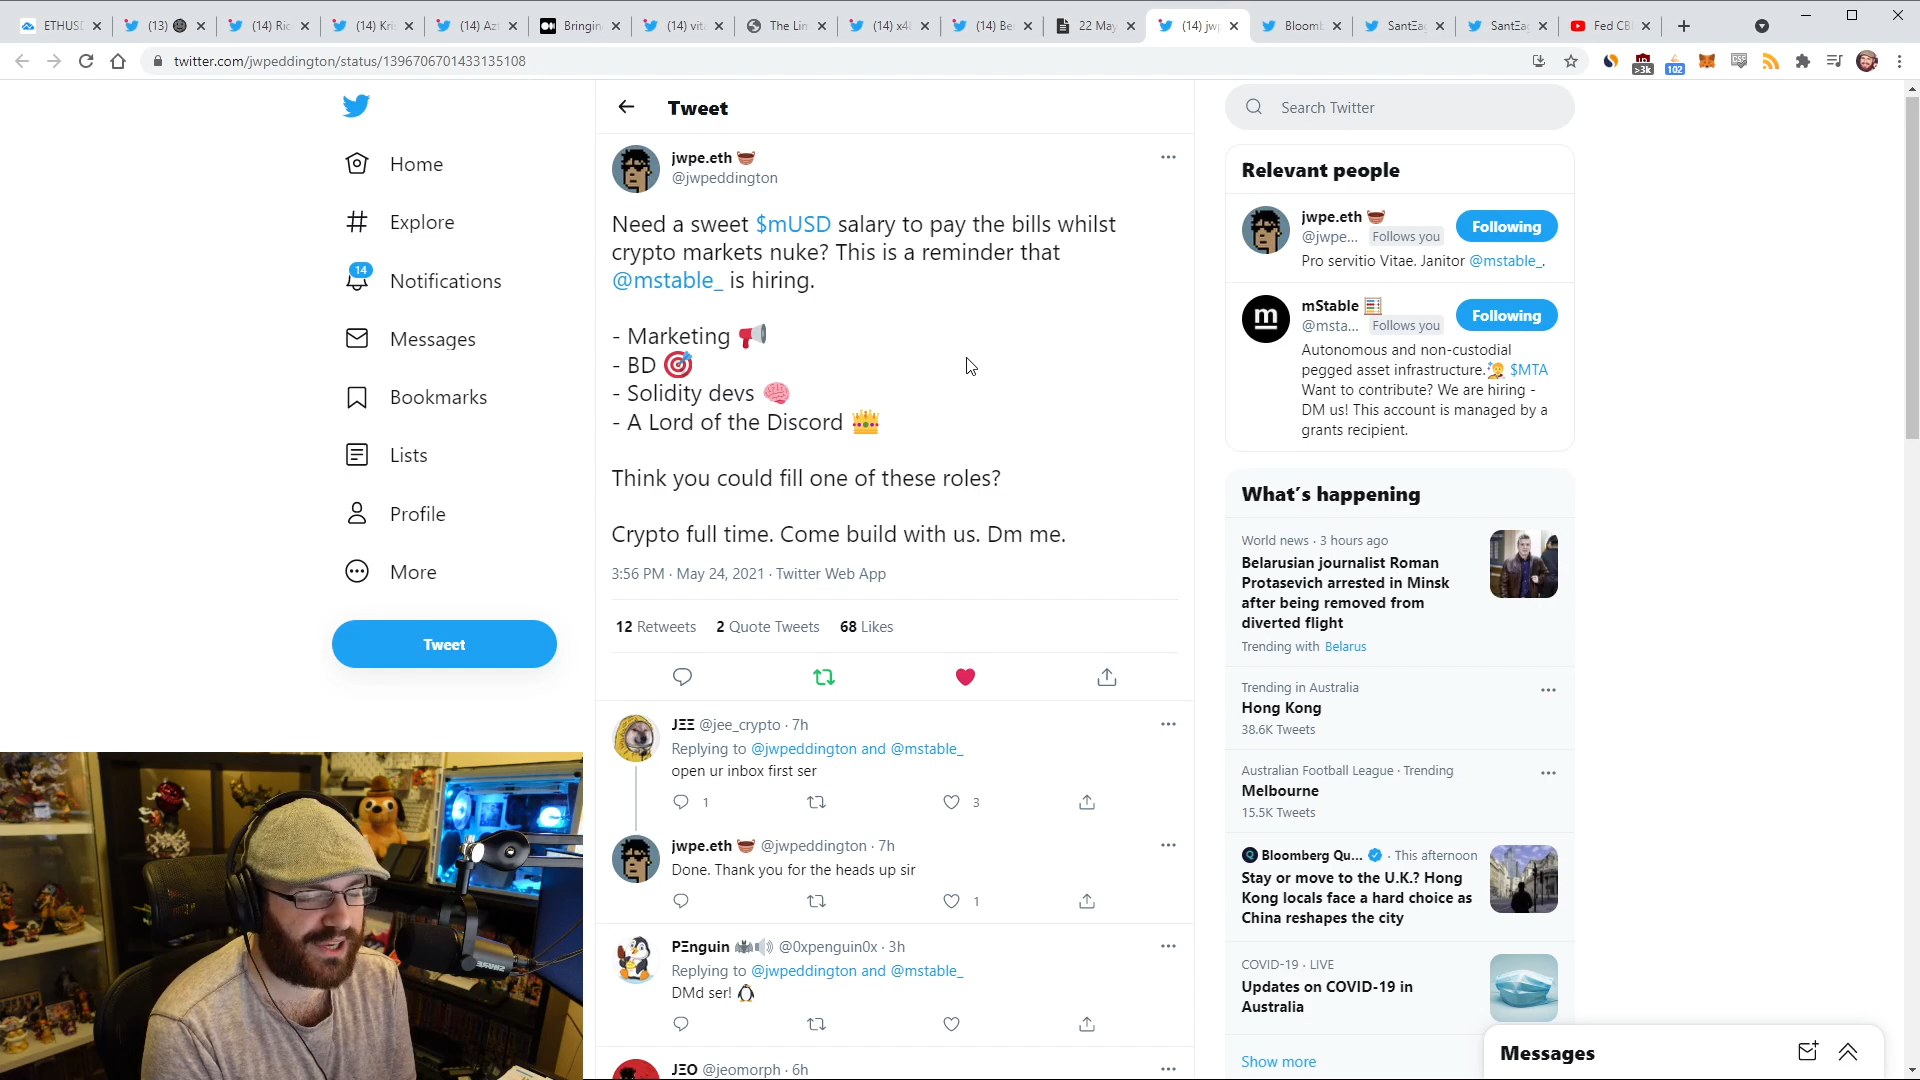 ETHUS
(13)
(14) Ric
(14) Kri
(14) Az
Bringin
(14) vit
The Lim
(14) x4
(14) Be
22 May
(14) jwp
Bloom
SantΞa
SantΞa
Fed CB
twitter.com/jwpeddington/status/1396706701433135108
>3k
102
Home
Explore
14
Notifications
Messages
Bookmarks
Lists
Profile
More
Tweet
Tweet
jwpe.eth
@jwpeddington
Need a sweet $mUSD salary to pay the bills whilst
crypto markets nuke? This is a reminder that
@mstable_ is hiring.
- Marketing 📢
- BD 🎯
- Solidity devs 🧠
- A Lord of the Discord 👑
Think you could fill one of these roles?
Crypto full time. Come build with us. Dm me.
3:56 PM · May 24, 2021 · Twitter Web App
12 Retweets 2 Quote Tweets 68 Likes
JΞΞ @jee_crypto · 7h
Replying to @jwpeddington and @mstable_
open ur inbox first ser
1
3
jwpe.eth @jwpeddington · 7h
Done. Thank you for the heads up sir
1
PΞnguin 🦇🔊 @0xpenguin0x · 3h
Replying to @jwpeddington and @mstable_
DMd ser! 🐧
JΞO @jeomorph · 6h
Search Twitter
Relevant people
jwpe.eth
@jwpe... Follows you
Following
Pro servitio Vitae. Janitor @mstable_.
m
mStable
@msta... Follows you
Following
Autonomous and non-custodial
pegged asset infrastructure. $MTA
Want to contribute? We are hiring -
DM us! This account is managed by a
grants recipient.
What's happening
World news · 3 hours ago
Belarusian journalist Roman
Protasevich arrested in Minsk
after being removed from
diverted flight
Trending with Belarus
Trending in Australia
Hong Kong
38.6K Tweets
Australian Football League · Trending
Melbourne
15.5K Tweets
Bloomberg Qu... · This afternoon
Stay or move to the U.K.? Hong
Kong locals face a hard choice as
China reshapes the city
COVID-19 · LIVE
Updates on COVID-19 in
Australia
Show more
Messages